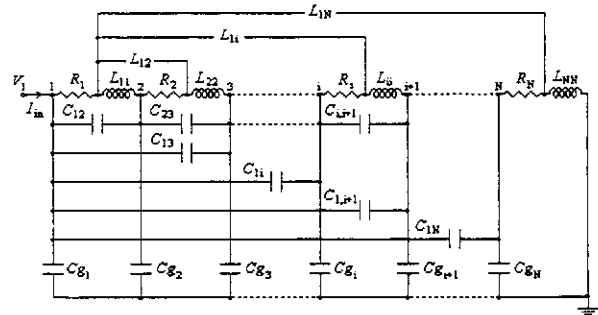 L1N
L1i
L12
V1 1 R1 L11 2 R2 L22 3 i Ri Lii i+1 N RN LNN
Iin
C12 C23 Ci,i+1
C13
C1i
C1,i+1
C1N
Cg1 Cg2 Cg3 Cgi Cgi+1 CgN